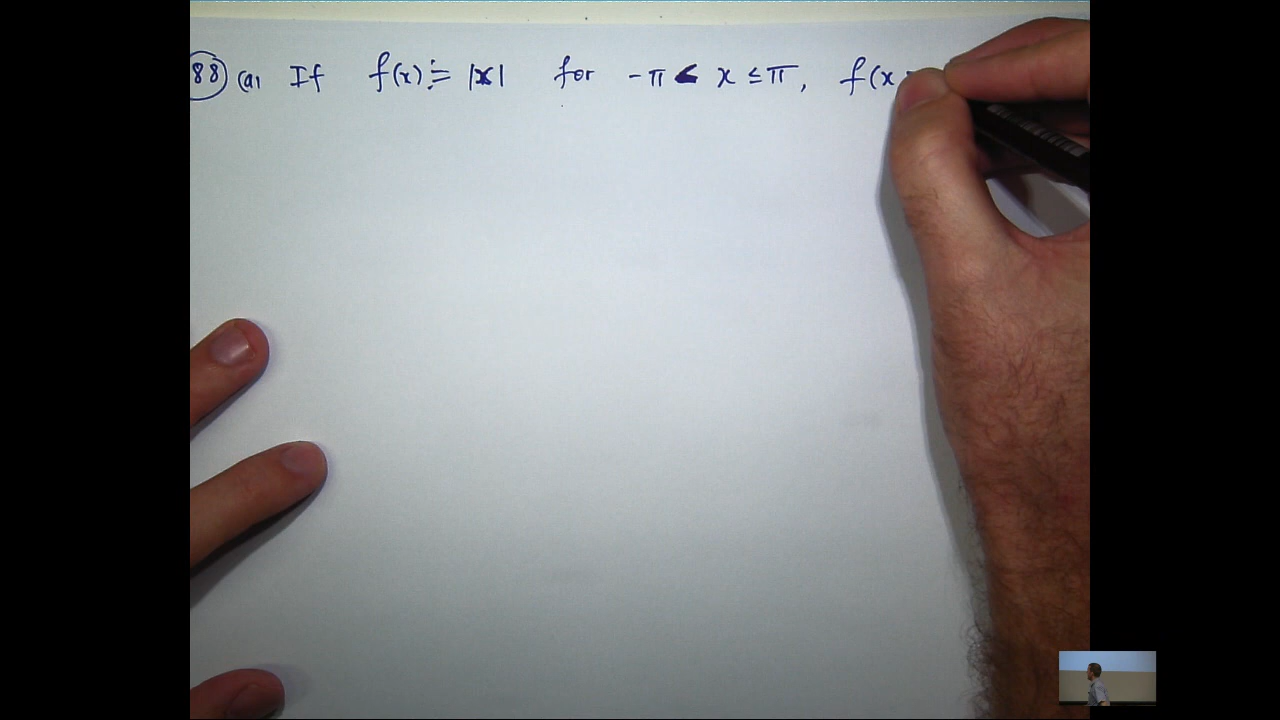 88 (a) If f(x) := |x| for -π < x ≤ π, f(x